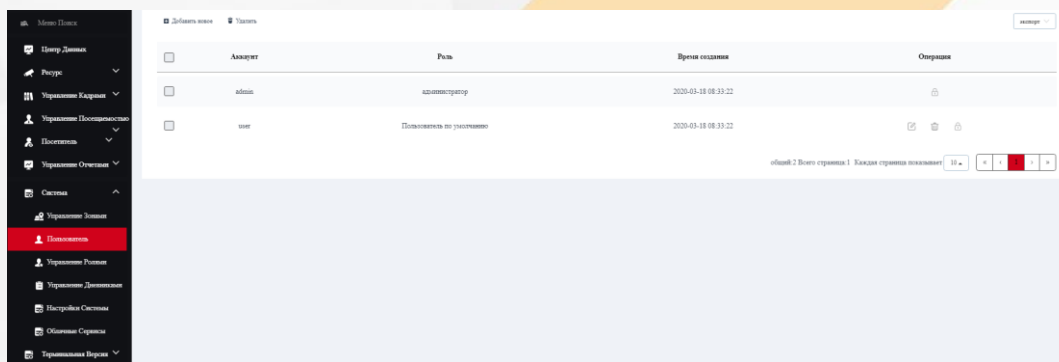 Меню Поиск
Добавить новое Удалить экспорт
Центр Данных
Ресурс
Управление Кадрами
Управление Посещаемостью
Посетитель
Управление Отчетами
Система
Управление Зонами
Пользователь
Управление Ролями
Управление Дневниками
Настройки Системы
Облачные Сервисы
Терминальная Версия
Аккаунт Роль Время создания Операция
admin администратор 2020-03-18 08:33:22
user Пользователь по умолчанию 2020-03-18 08:33:22
общий:2 Всего страниц:1 Каждая страница показывает 10 « ‹ 1 › »